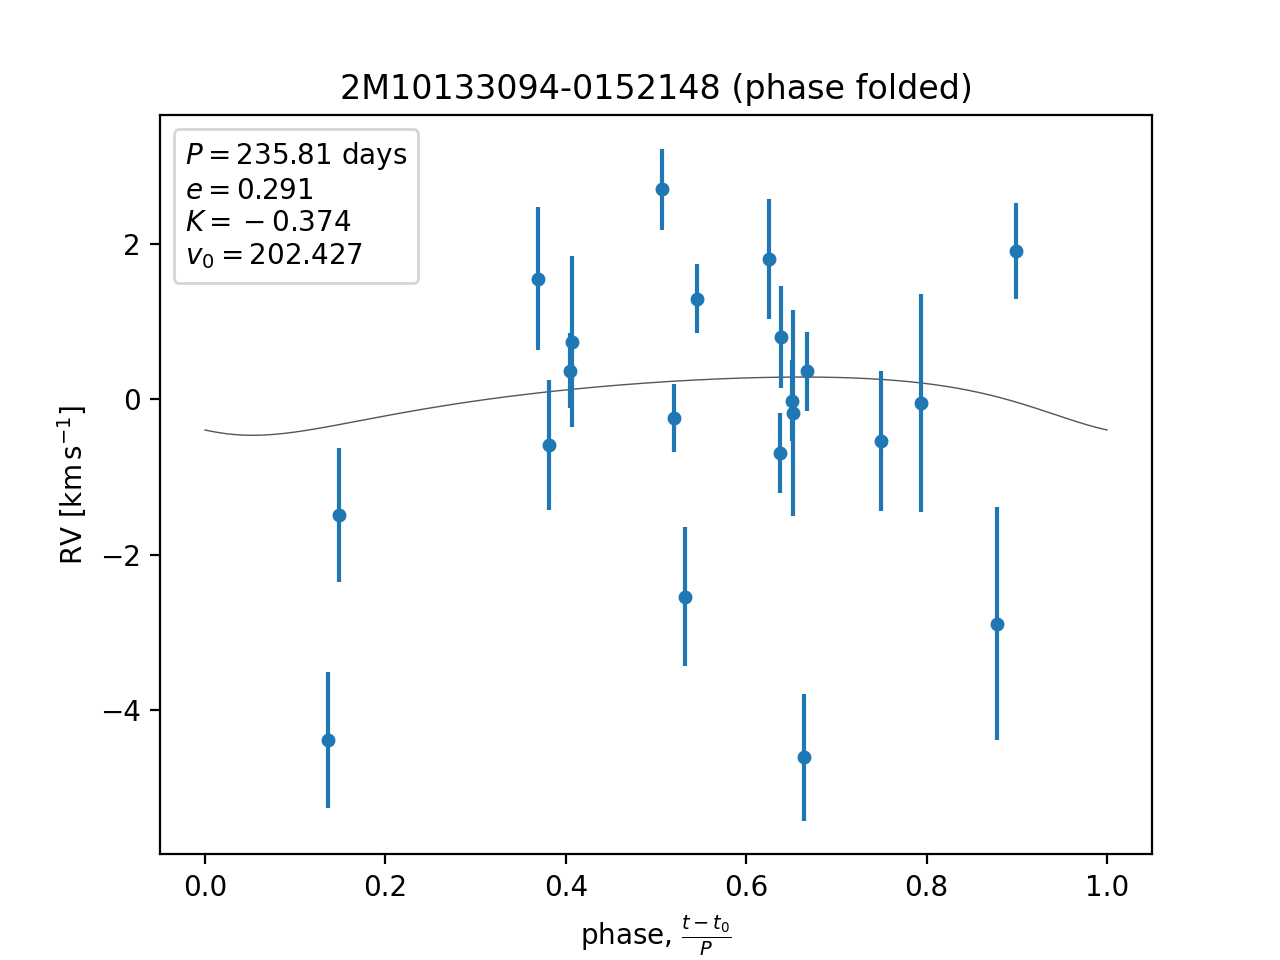 2M10133094-0152148 (phase folded)
P = 235.81 days
e = 0.291
K = −0.374
v₀ = 202.427
2
0
−2
−4
RV [km s⁻¹]
0.0 0.2 0.4 0.6 0.8 1.0
phase, (t − t₀)/P